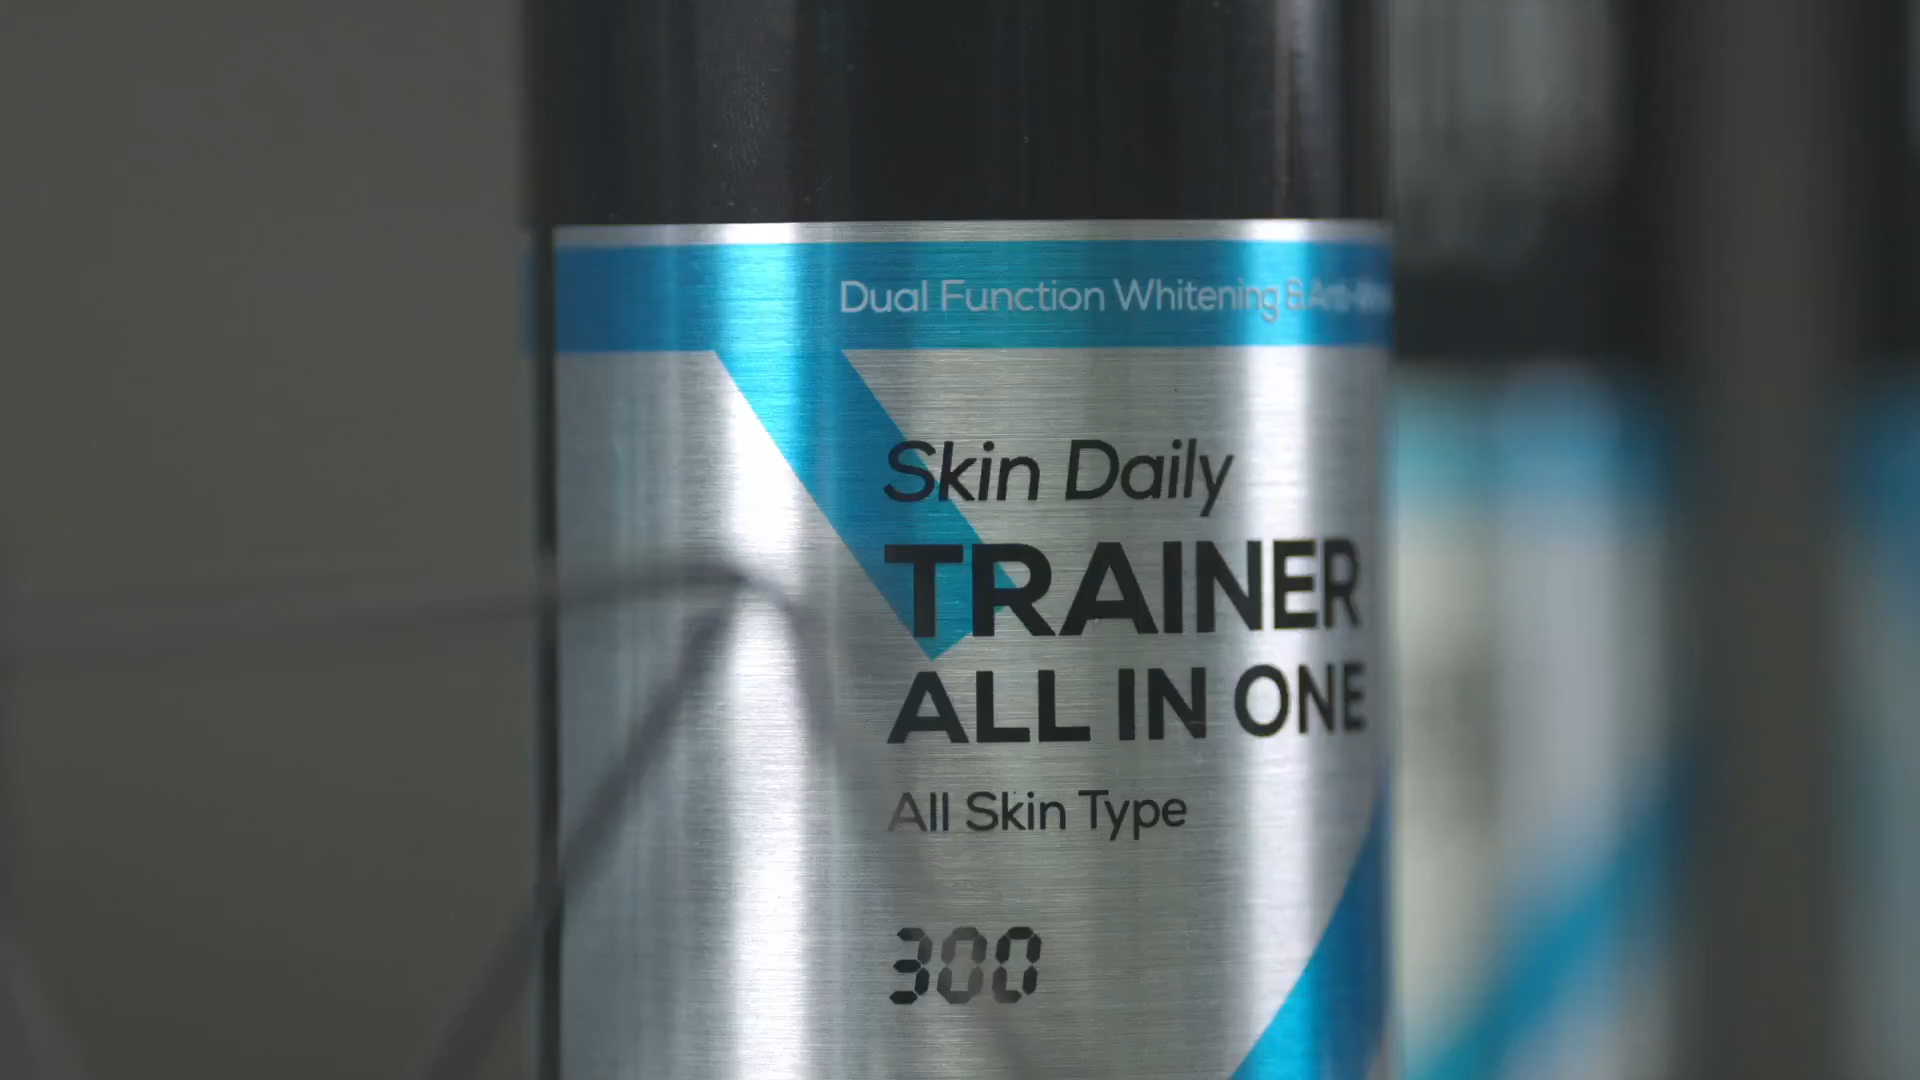 Dual Function Whitening &
Skin Daily
TRAINER
ALL IN ONE
All Skin Type
300